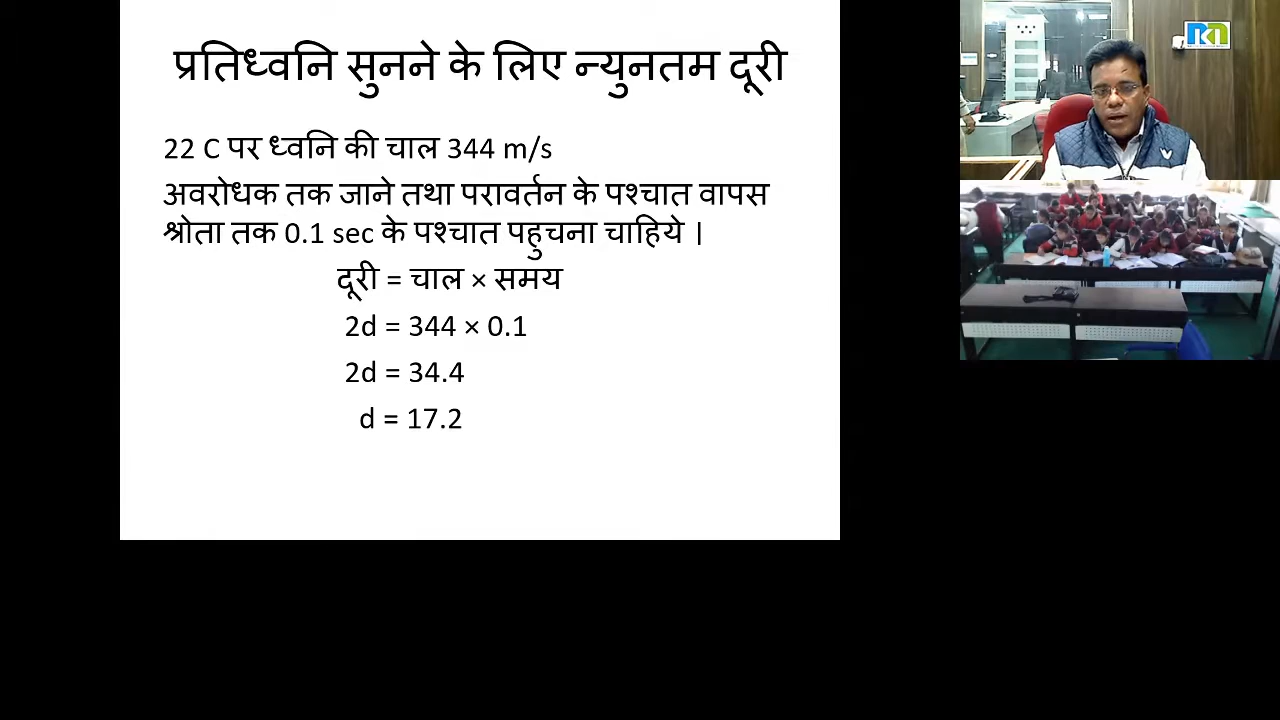 प्रतिध्वनि सुनने के लिए न्युनतम दूरी
22 C पर ध्वनि की चाल 344 m/s
अवरोधक तक जाने तथा परावर्तन के पश्चात वापस
श्रोता तक 0.1 sec के पश्चात पहुचना चाहिये ।
दूरी = चाल × समय
2d = 344 × 0.1
2d = 34.4
d = 17.2